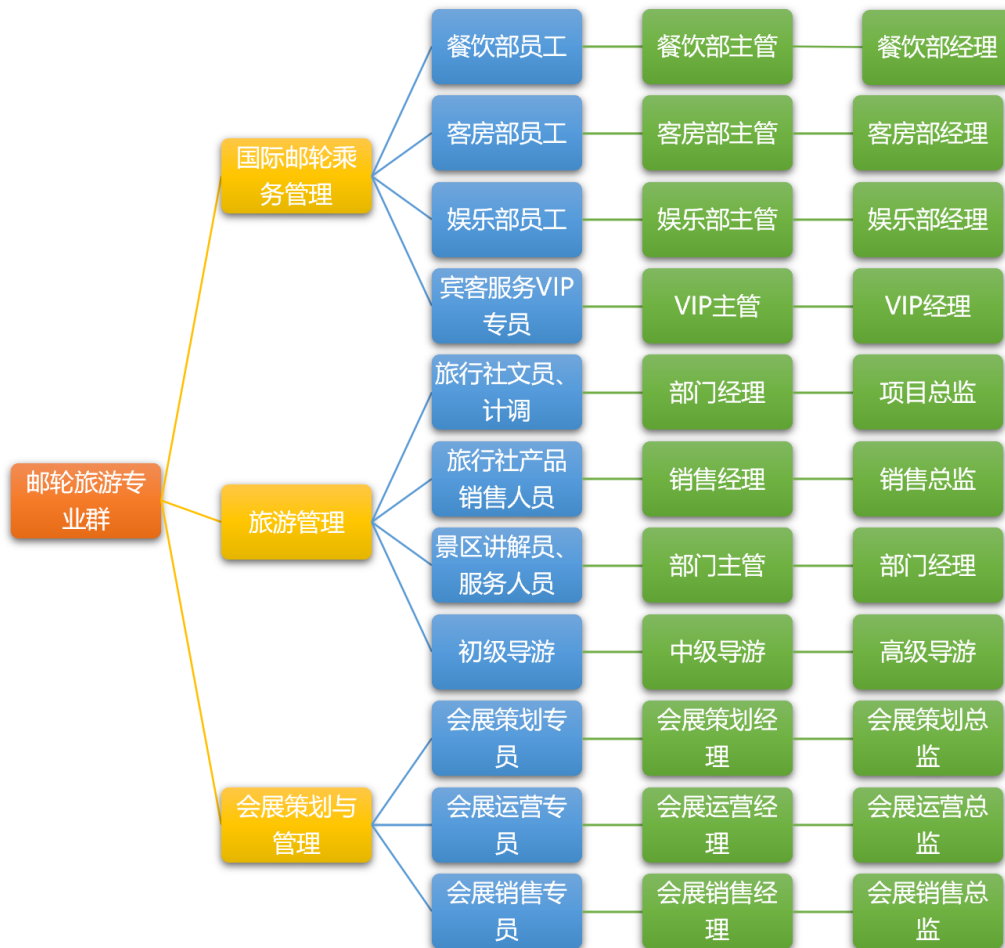 餐饮部员工
餐饮部主管
餐饮部经理
客房部员工
客房部主管
客房部经理
国际邮轮乘
务管理
娱乐部员工
娱乐部主管
娱乐部经理
宾客服务VIP
专员
VIP主管
VIP经理
旅行社文员、
计调
部门经理
项目总监
邮轮旅游专
业群
旅行社产品
销售人员
销售经理
销售总监
旅游管理
景区讲解员、
服务人员
部门主管
部门经理
初级导游
中级导游
高级导游
会展策划专
员
会展策划经
理
会展策划总
监
会展策划与
管理
会展运营专
员
会展运营经
理
会展运营总
监
会展销售专
员
会展销售经
理
会展销售总
监